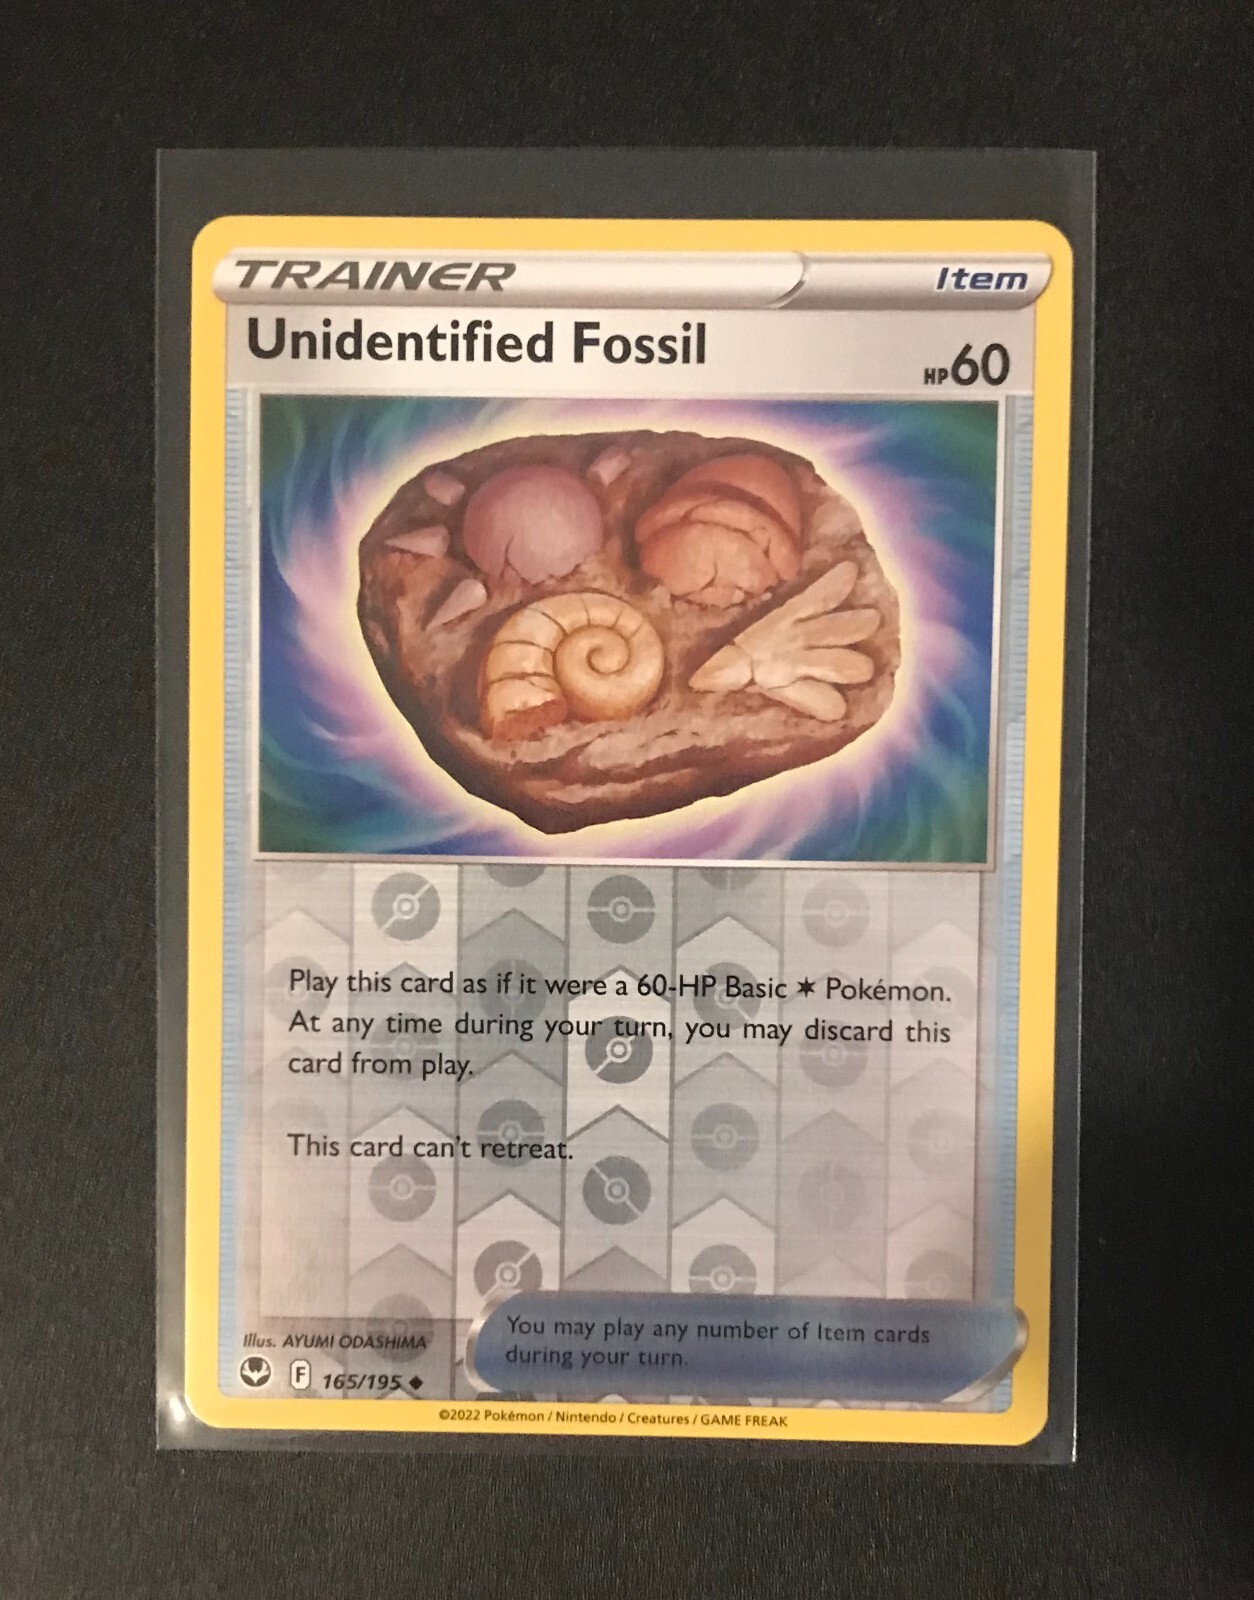 TRAINER Item
Unidentified Fossil HP 60
Play this card as if it were a 60-HP Basic ✶ Pokémon.
At any time during your turn, you may discard this
card from play.
This card can't retreat.
Illus. AYUMI ODASHIMA
F 165/195 ◆
You may play any number of Item cards
during your turn.
©2022 Pokémon / Nintendo / Creatures / GAME FREAK